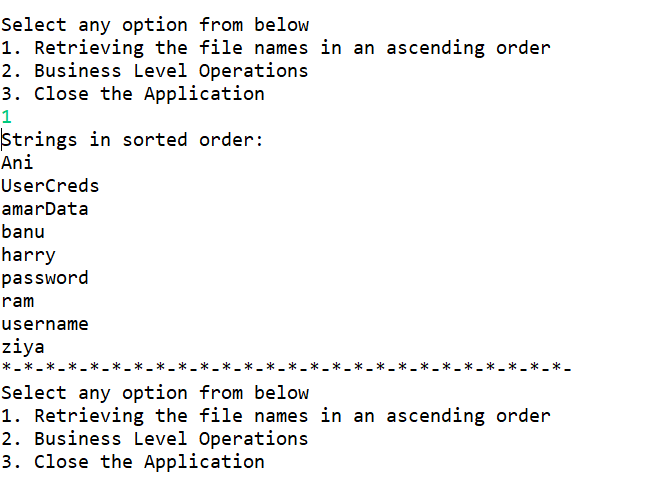 Select any option from below
1. Retrieving the file names in an ascending order
2. Business Level Operations
3. Close the Application
1
Strings in sorted order:
Ani
UserCreds
amarData
banu
harry
password
ram
username
ziya
*-*-*-*-*-*-*-*-*-*-*-*-*-*-*-*-*-*-*-*-*-*-*-*-*-*-
Select any option from below
1. Retrieving the file names in an ascending order
2. Business Level Operations
3. Close the Application